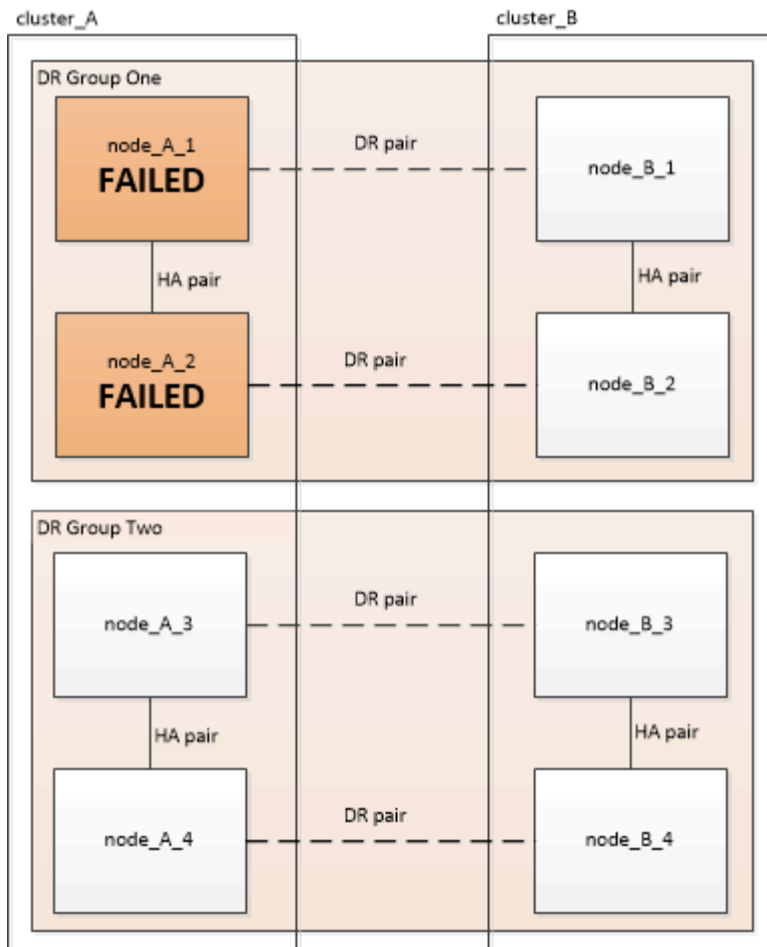 cluster_A
cluster_B
DR Group One
node_A_1
FAILED
DR pair
node_B_1
HA pair
HA pair
node_A_2
FAILED
DR pair
node_B_2
DR Group Two
node_A_3
DR pair
node_B_3
HA pair
HA pair
node_A_4
DR pair
node_B_4